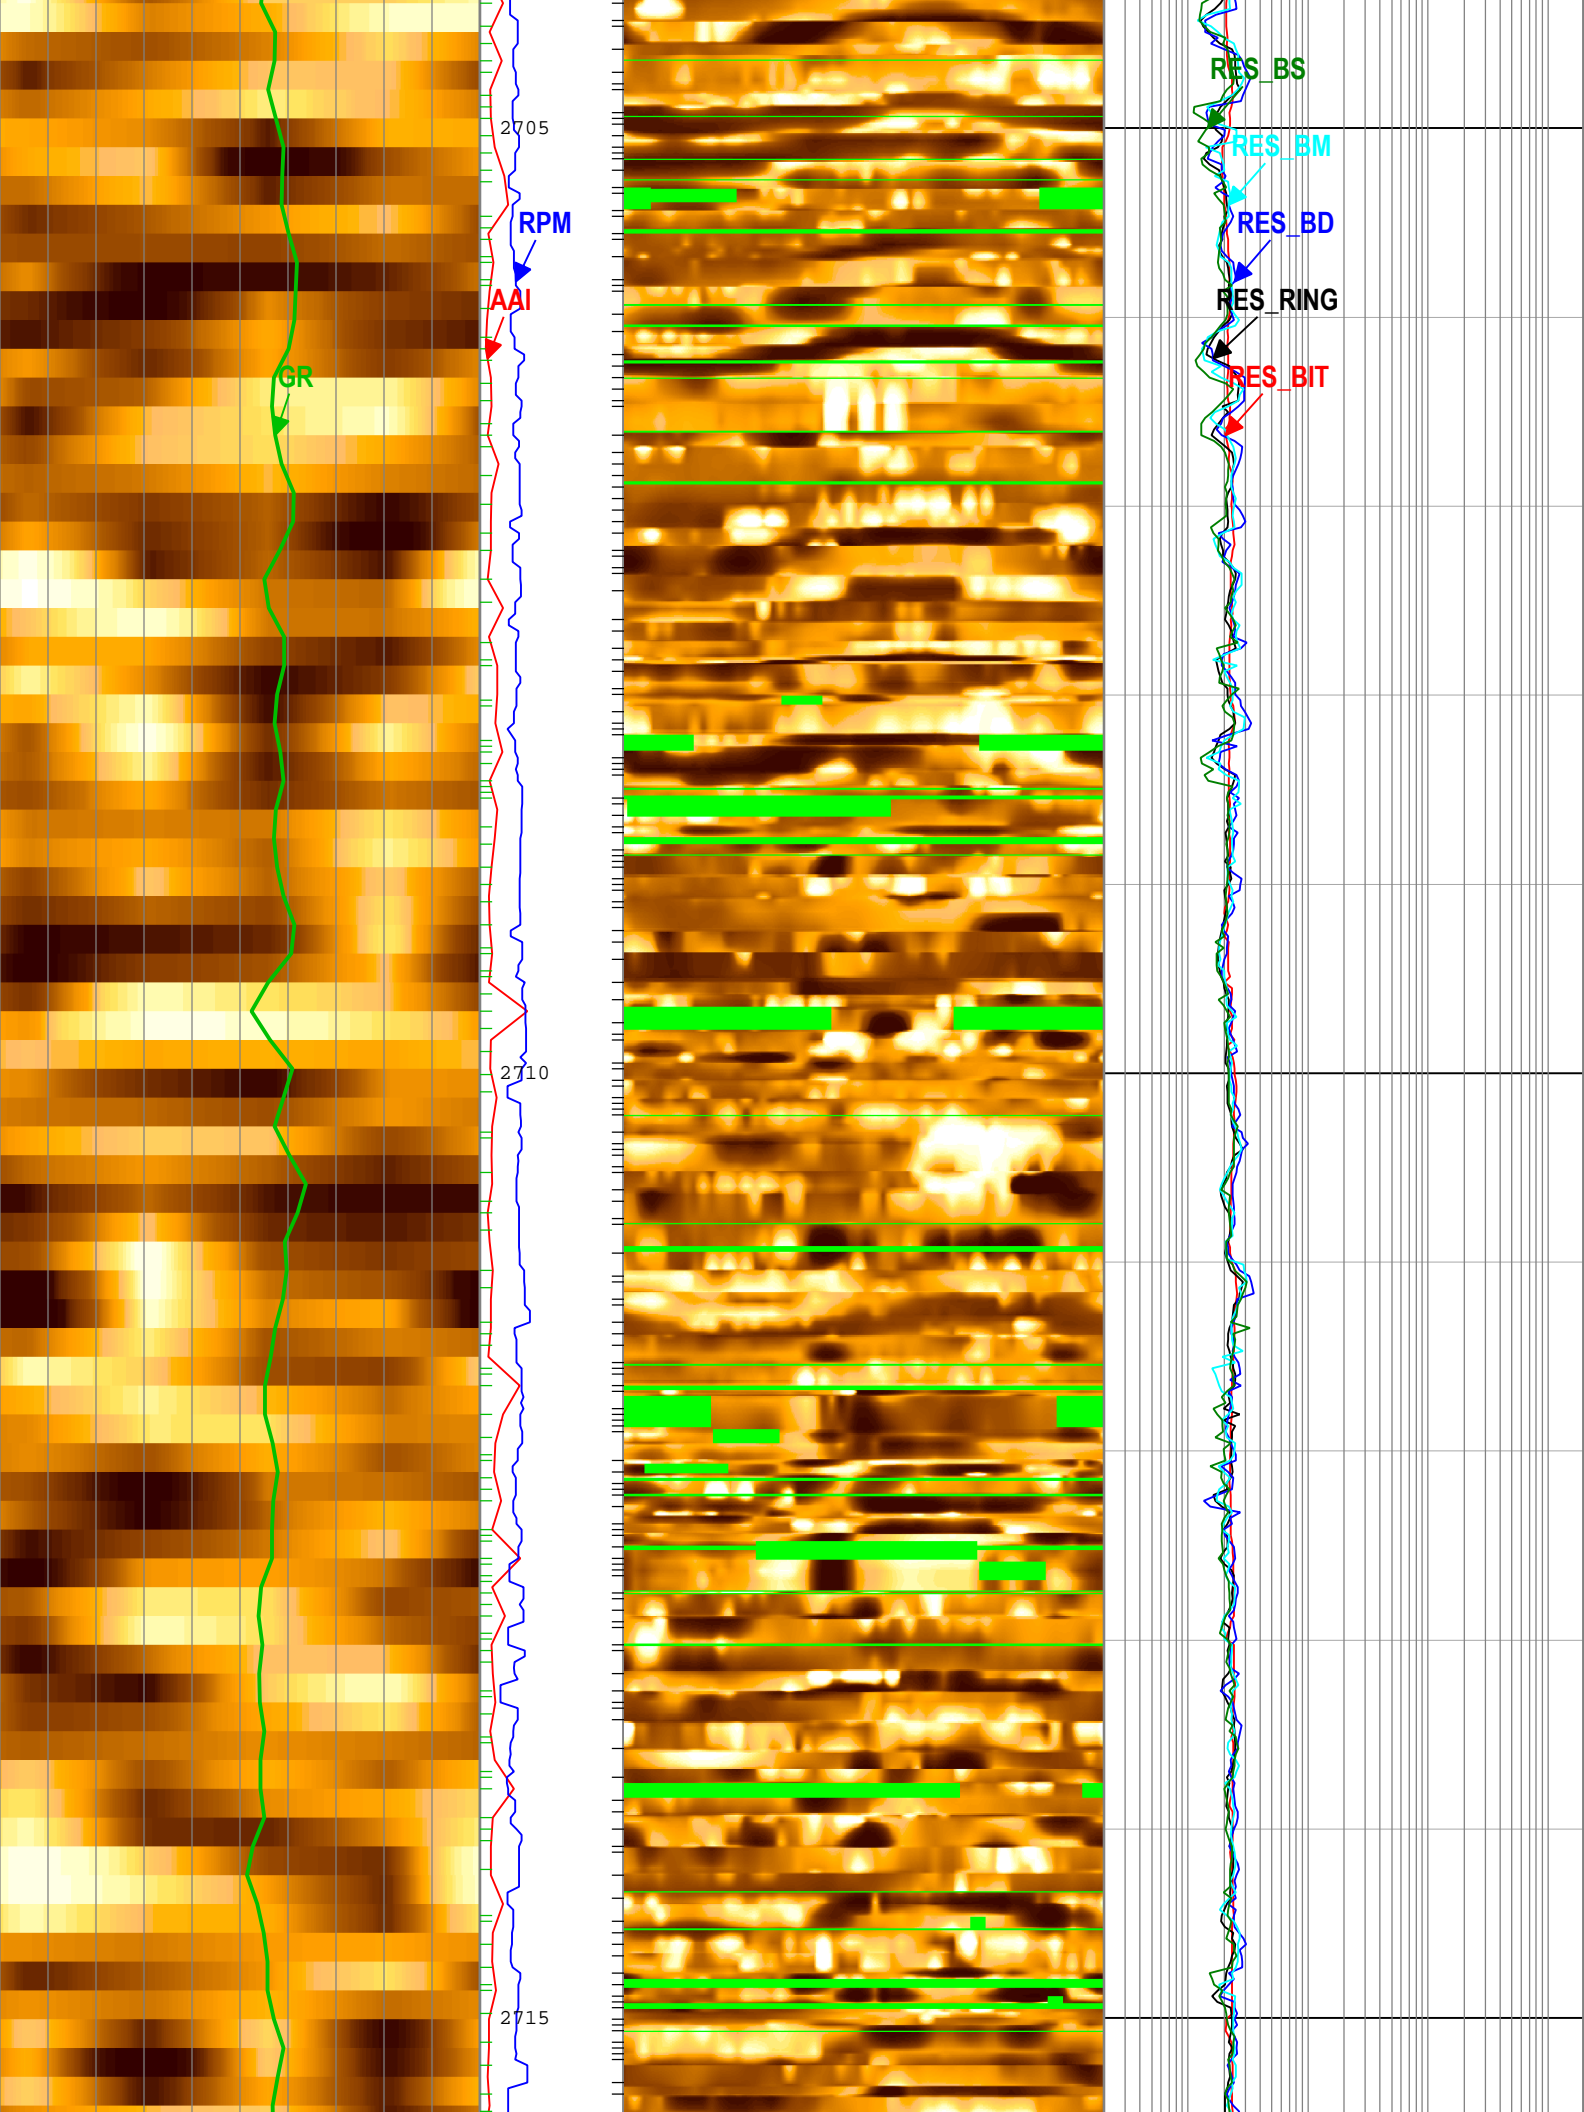 RES_BS
2705
RES_BM
RPM
RES_BD
AAI
RES_RING
GR
RES_BIT
2710
2715